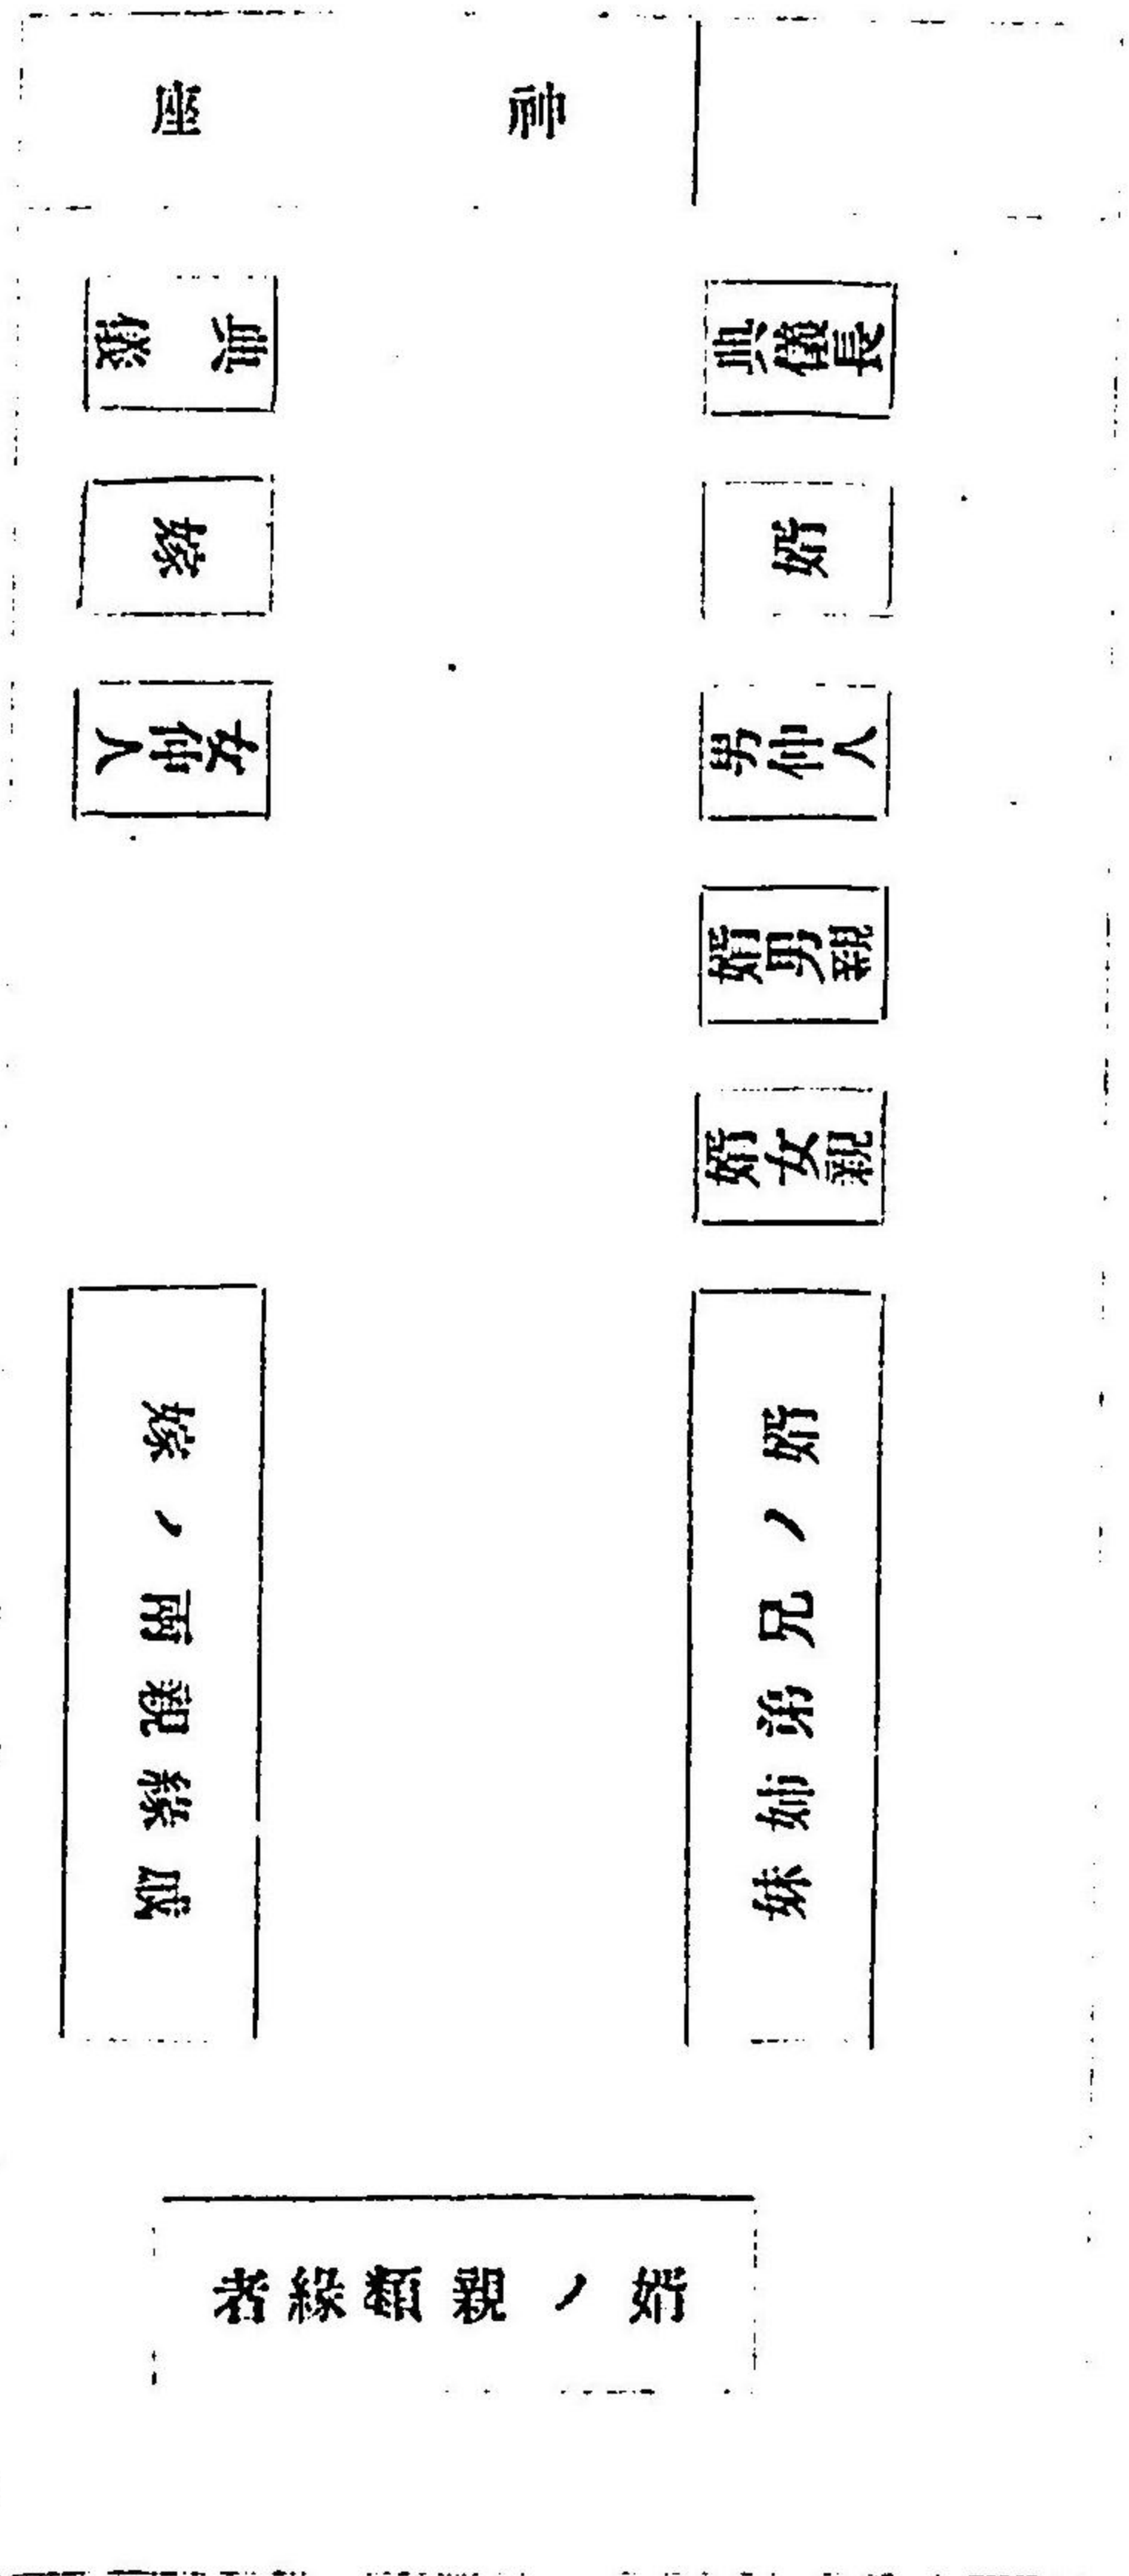 神座
典儀長
婿
男仲人
婿男親
婿女親
婿ノ兄弟姉妹
典儀
嫁
女仲人
嫁ノ両親縁戚
婿ノ親類縁者